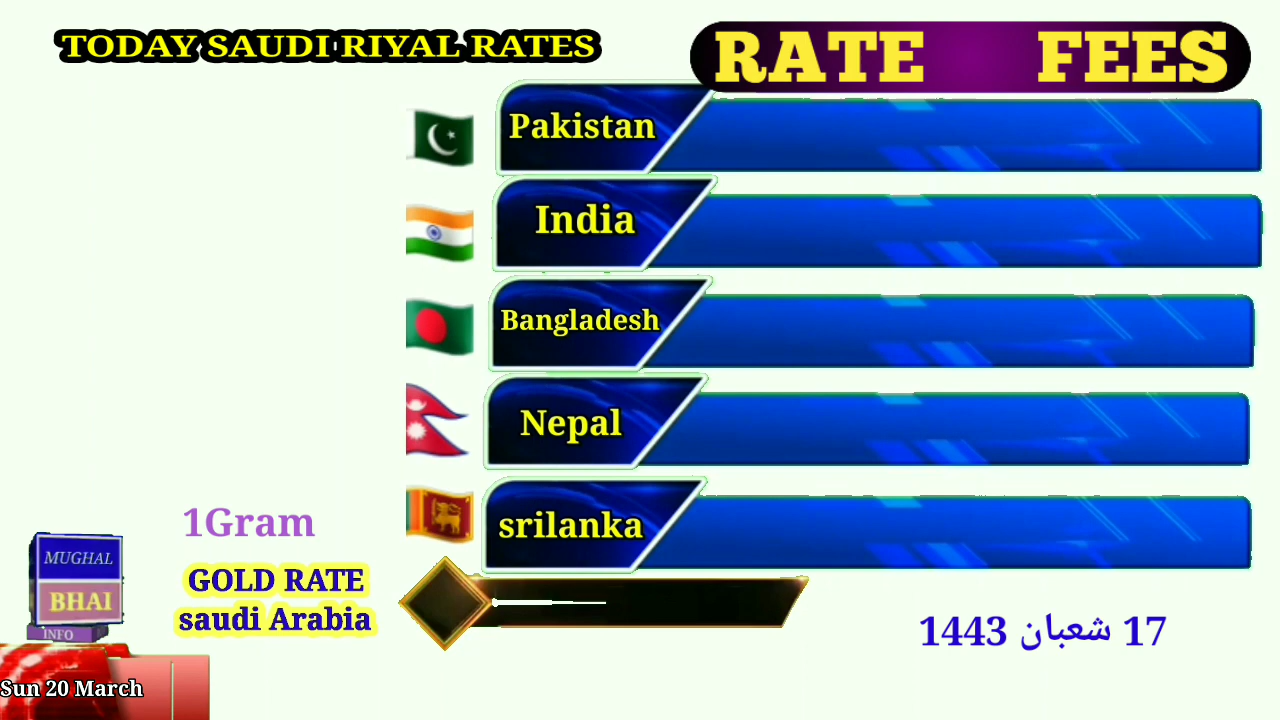 TODAY SAUDI RIYAL RATES
RATE FEES
Pakistan
India
Bangladesh
Nepal
srilanka
1Gram
GOLD RATE
saudi Arabia
MUGHAL
BHAI
INFO
17 شعبان 1443
Sun 20 March